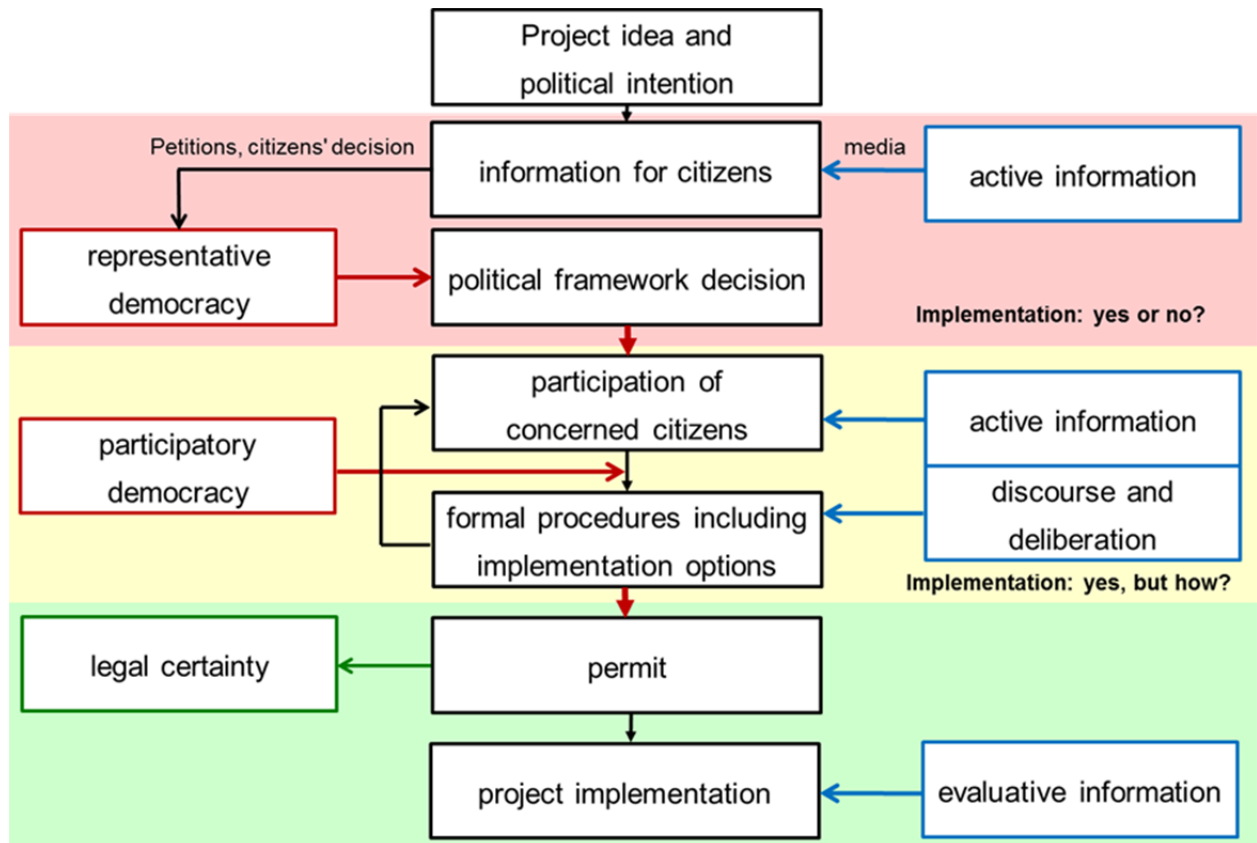 Project idea and
political intention
Petitions, citizens' decision
information for citizens
media
active information
representative
democracy
political framework decision
Implementation: yes or no?
participation of
concerned citizens
active information
participatory
democracy
formal procedures including
implementation options
discourse and
deliberation
Implementation: yes, but how?
legal certainty
permit
project implementation
evaluative information